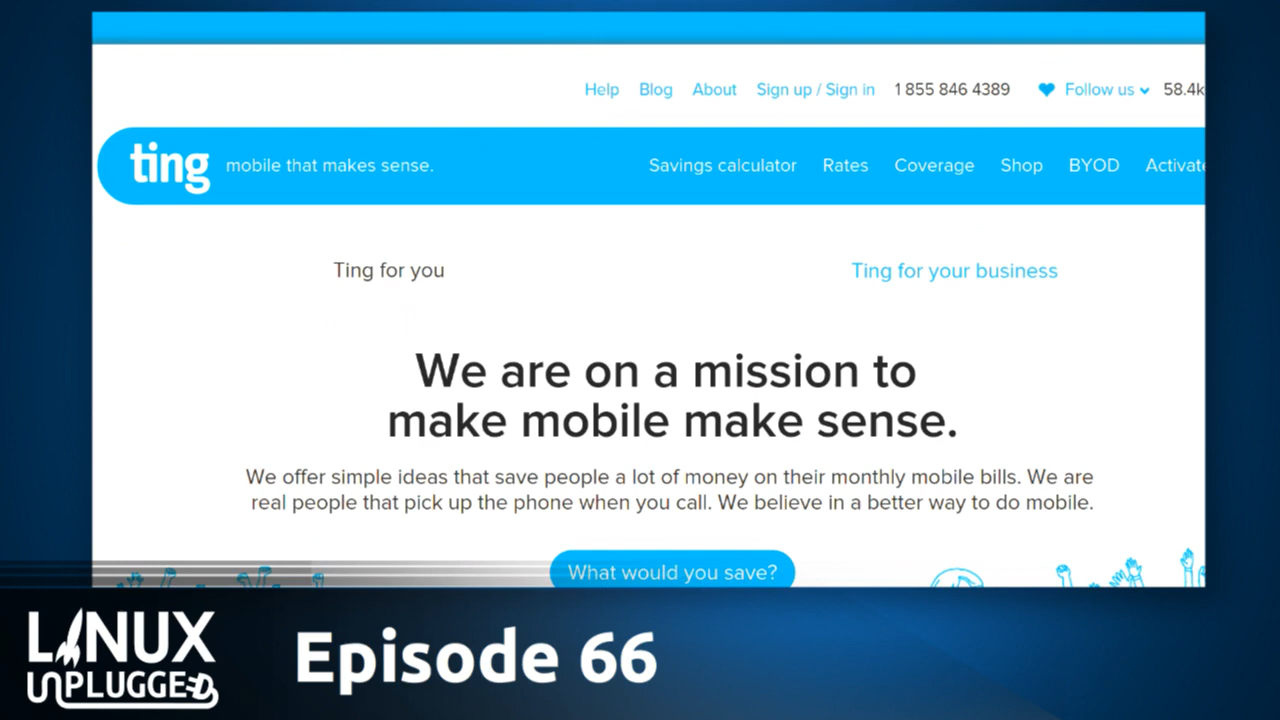 Help Blog About Sign up / Sign in 1 855 846 4389 Follow us 58.4k
ting mobile that makes sense. Savings calculator Rates Coverage Shop BYOD Activate
Ting for you Ting for your business
We are on a mission to
make mobile make sense.
We offer simple ideas that save people a lot of money on their monthly mobile bills. We are
real people that pick up the phone when you call. We believe in a better way to do mobile.
What would you save?
LINUX
UNPLUGGED
Episode 66